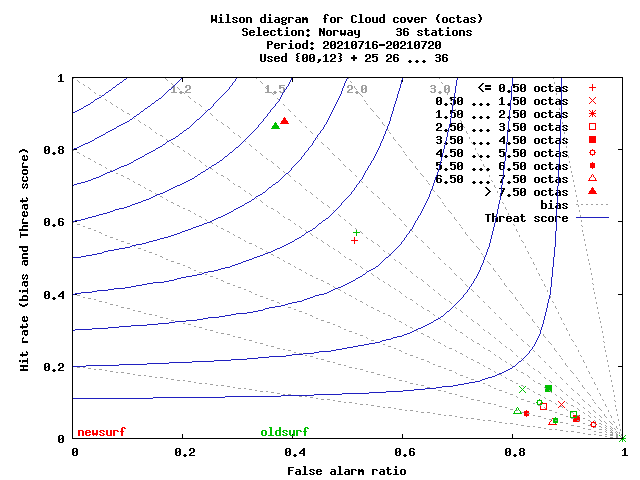 Wilson diagram  for Cloud cover (octas)
Selection: Norway     36 stations
Period: 20210716-20210720
Used {00,12} + 25 26 ... 36
1.2
1.5
2.0
3.0
<= 0.50 octas
0.50 ... 1.50 octas
1.50 ... 2.50 octas
2.50 ... 3.50 octas
3.50 ... 4.50 octas
4.50 ... 5.50 octas
5.50 ... 6.50 octas
6.50 ... 7.50 octas
> 7.50 octas
bias
Threat score
Hit rate (bias and Threat score)
1
0.8
0.6
0.4
0.2
0
newsurf
oldsurf
0
0.2
0.4
0.6
0.8
1
False alarm ratio